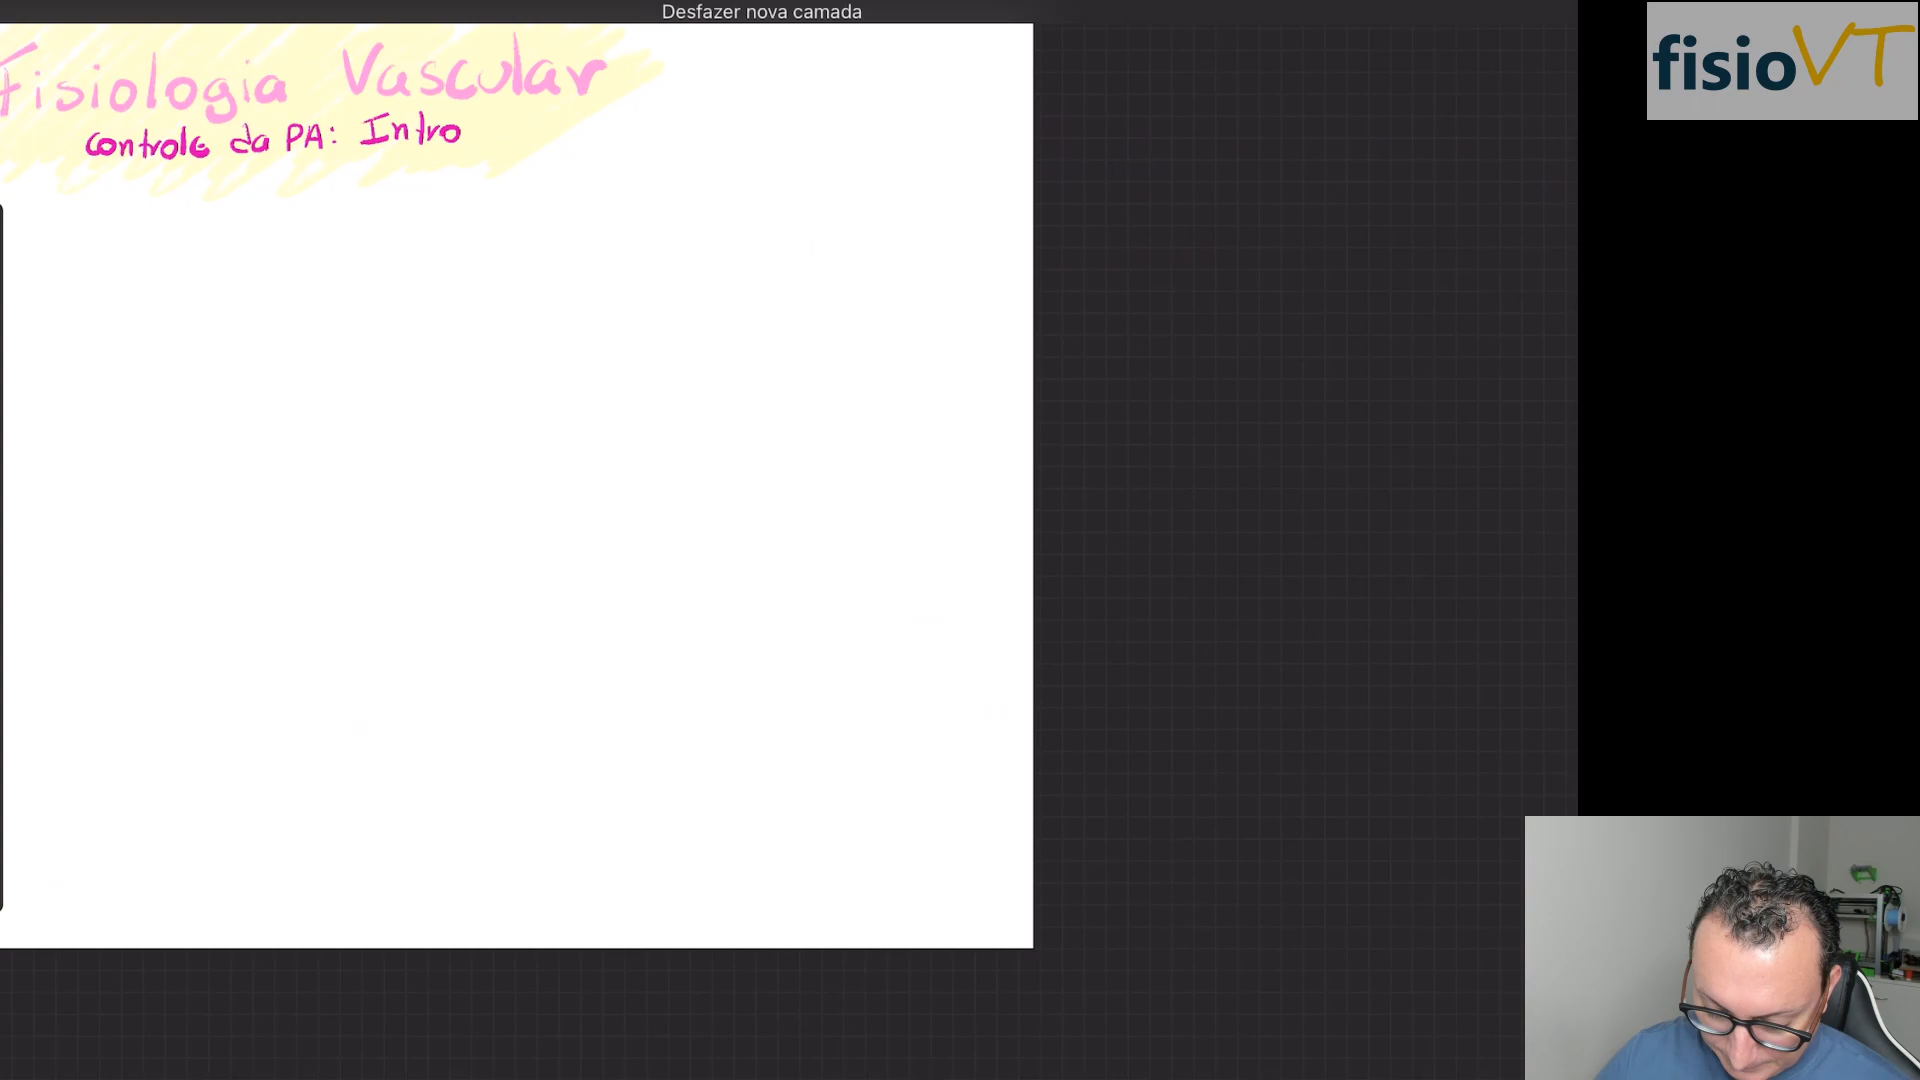 Desfazer nova camada
fisioVT
Fisiologia Vascular
controle da PA: Intro